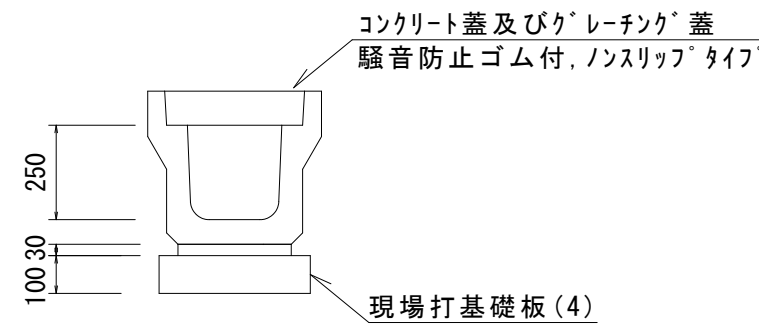 コンクリート蓋及びグレーチング蓋
騒音防止ゴム付,ノンスリップタイプ
250
30
100
現場打基礎板(4)